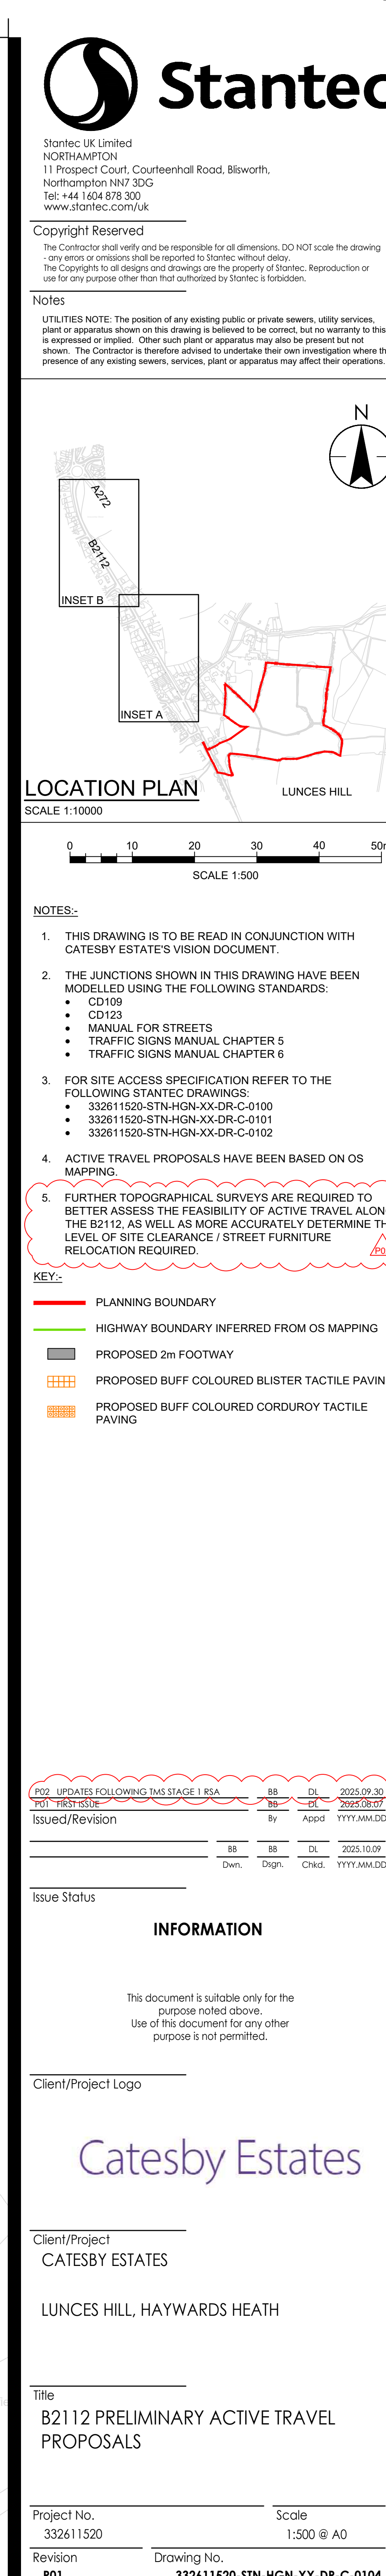 Stantec
Stantec UK Limited
NORTHAMPTON
11 Prospect Court, Courteenhall Road, Blisworth,
Northampton NN7 3DG
Tel: +44 1604 878 300
www.stantec.com/uk
Copyright Reserved
The Contractor shall verify and be responsible for all dimensions. DO NOT scale the drawing
- any errors or omissions shall be reported to Stantec without delay.
The Copyrights to all designs and drawings are the property of Stantec. Reproduction or
use for any purpose other than that authorized by Stantec is forbidden.
Notes
UTILITIES NOTE: The position of any existing public or private sewers, utility services,
plant or apparatus shown on this drawing is believed to be correct, but no warranty to this
is expressed or implied. Other such plant or apparatus may also be present but not
shown. The Contractor is therefore advised to undertake their own investigation where th
presence of any existing sewers, services, plant or apparatus may affect their operations.
N
A272
B2112
INSET B
INSET A
LOCATION PLAN
LUNCES HILL
SCALE 1:10000
0 10 20 30 40 50m
SCALE 1:500
NOTES:-
1. THIS DRAWING IS TO BE READ IN CONJUNCTION WITH
CATESBY ESTATE'S VISION DOCUMENT.
2. THE JUNCTIONS SHOWN IN THIS DRAWING HAVE BEEN
MODELLED USING THE FOLLOWING STANDARDS:
• CD109
• CD123
• MANUAL FOR STREETS
• TRAFFIC SIGNS MANUAL CHAPTER 5
• TRAFFIC SIGNS MANUAL CHAPTER 6
3. FOR SITE ACCESS SPECIFICATION REFER TO THE
FOLLOWING STANTEC DRAWINGS:
• 332611520-STN-HGN-XX-DR-C-0100
• 332611520-STN-HGN-XX-DR-C-0101
• 332611520-STN-HGN-XX-DR-C-0102
4. ACTIVE TRAVEL PROPOSALS HAVE BEEN BASED ON OS
MAPPING.
5. FURTHER TOPOGRAPHICAL SURVEYS ARE REQUIRED TO
BETTER ASSESS THE FEASIBILITY OF ACTIVE TRAVEL ALON
THE B2112, AS WELL AS MORE ACCURATELY DETERMINE TH
LEVEL OF SITE CLEARANCE / STREET FURNITURE
RELOCATION REQUIRED.
P0
KEY:-
PLANNING BOUNDARY
HIGHWAY BOUNDARY INFERRED FROM OS MAPPING
PROPOSED 2m FOOTWAY
PROPOSED BUFF COLOURED BLISTER TACTILE PAVIN
PROPOSED BUFF COLOURED CORDUROY TACTILE
PAVING
P02 UPDATES FOLLOWING TMS STAGE 1 RSA BB DL 2025.09.30
P01 FIRST ISSUE BB DL 2025.08.07
Issued/Revision By Appd YYYY.MM.DD
BB BB DL 2025.10.09
Dwn. Dsgn. Chkd. YYYY.MM.DD
Issue Status
INFORMATION
This document is suitable only for the
purpose noted above.
Use of this document for any other
purpose is not permitted.
Client/Project Logo
Catesby Estates
Client/Project
CATESBY ESTATES
LUNCES HILL, HAYWARDS HEATH
Title
B2112 PRELIMINARY ACTIVE TRAVEL
PROPOSALS
Project No. Scale
332611520 1:500 @ A0
Revision Drawing No.
P01 332611520-STN-HGN-XX-DR-C-0104